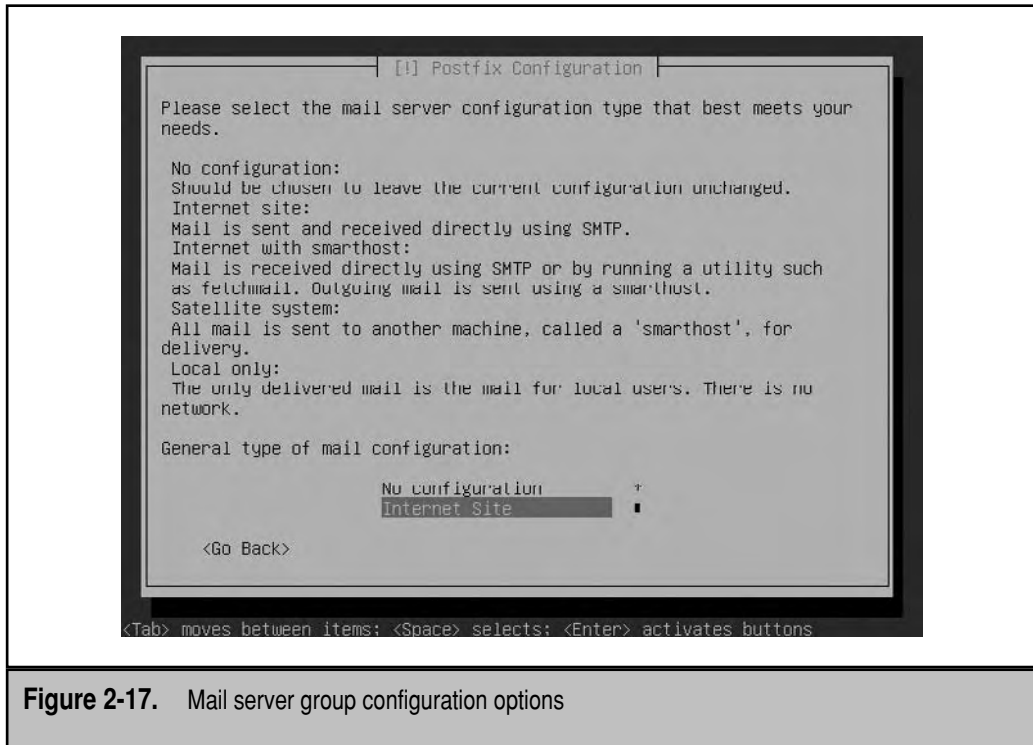 [!] Postfix Configuration
Please select the mail server configuration type that best meets your
needs.
No configuration:
Should be chosen to leave the current configuration unchanged.
Internet site:
Mail is sent and received directly using SMTP.
Internet with smarthost:
Mail is received directly using SMTP or by running a utility such
as fetchmail. Outgoing mail is sent using a smarthost.
Satellite system:
All mail is sent to another machine, called a 'smarthost', for
delivery.
Local only:
The only delivered mail is the mail for local users. There is no
network.
General type of mail configuration:
No configuration
Internet Site
<Go Back>
<Tab> moves between items; <Space> selects; <Enter> activates buttons
Figure 2-17. Mail server group configuration options